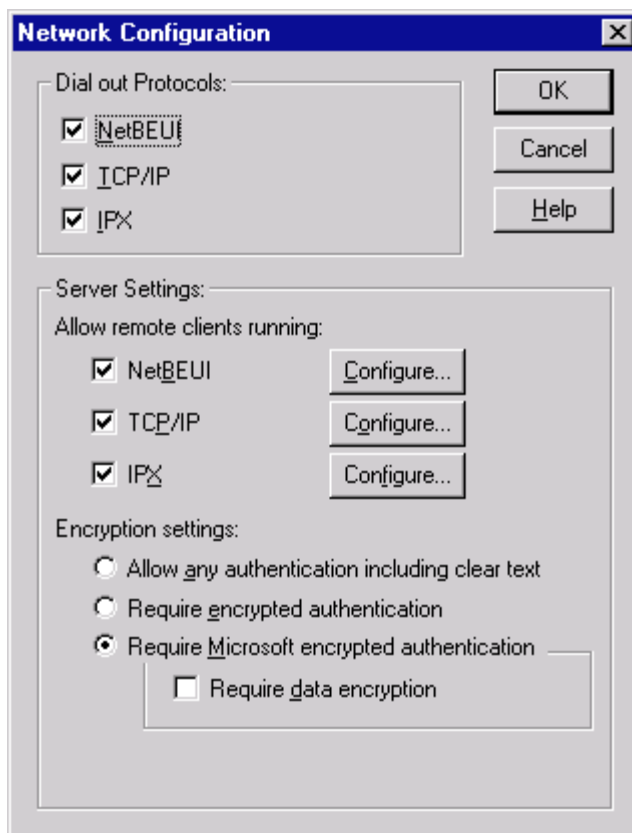 Network Configuration
Dial out Protocols:
NetBEUI
TCP/IP
IPX
OK
Cancel
Help
Server Settings:
Allow remote clients running:
NetBEUI Configure...
TCP/IP Configure...
IPX Configure...
Encryption settings:
Allow any authentication including clear text
Require encrypted authentication
Require Microsoft encrypted authentication
Require data encryption